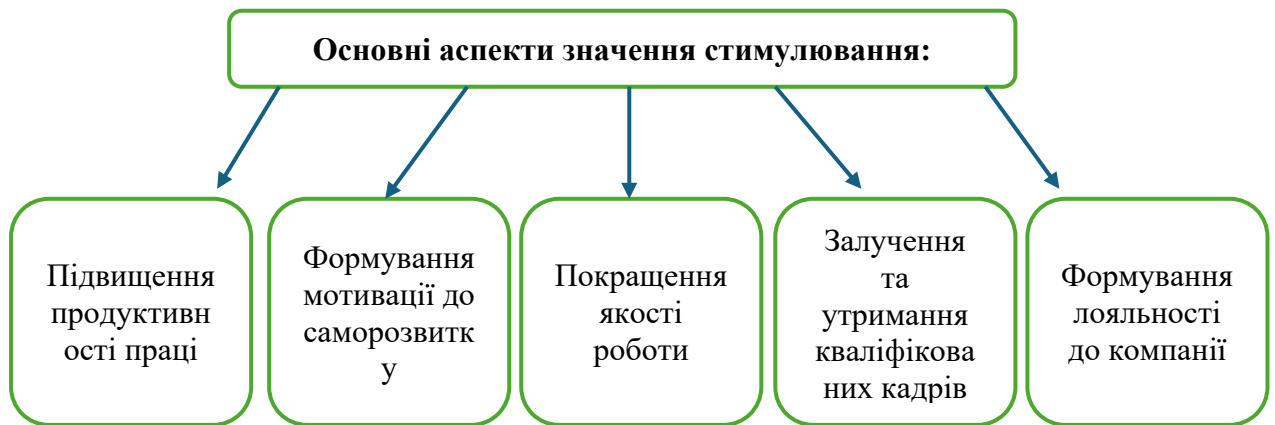 Основні аспекти значення стимулювання:
Підвищення
продуктивн
ості праці
Формування
мотивації до
саморозвитк
у
Покращення
якості
роботи
Залучення
та
утримання
кваліфікова
них кадрів
Формування
лояльності
до компанії